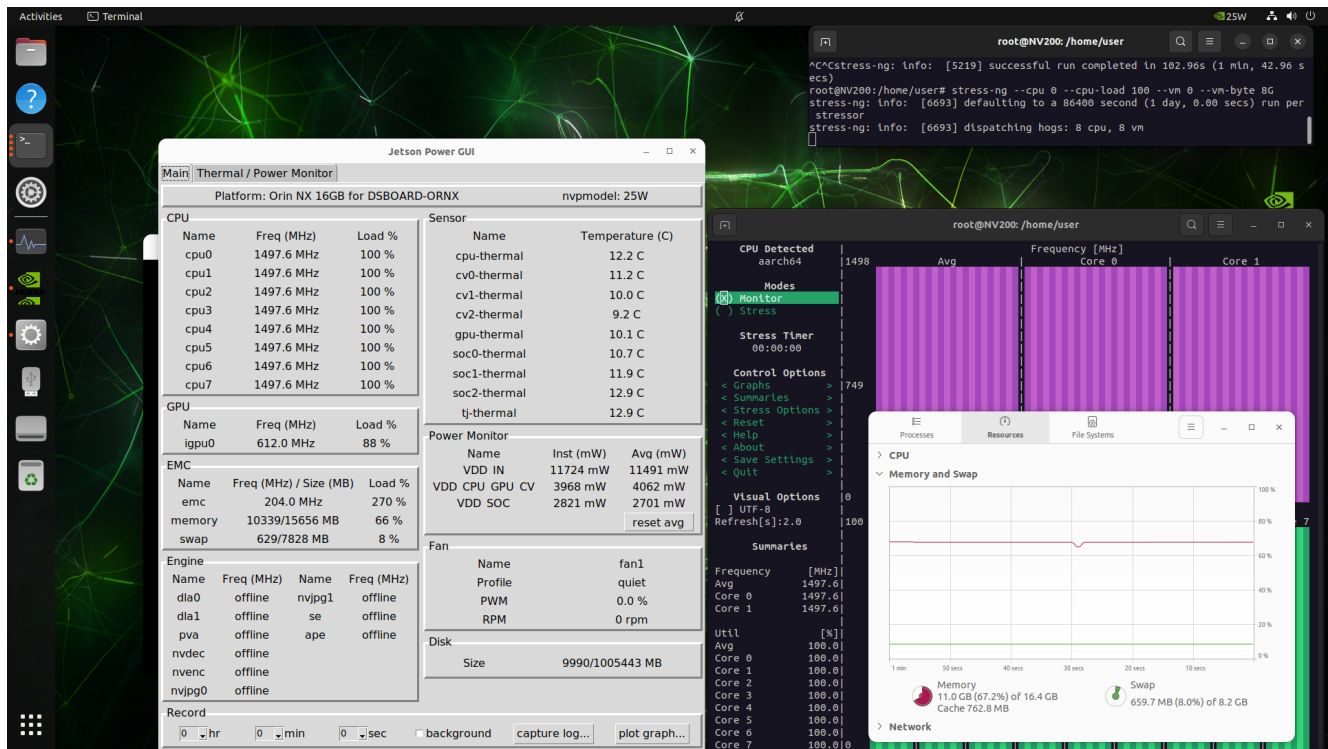 Activities
Terminal
25W
root@NV200: /home/user
^C^Cstress-ng: info:  [5219] successful run completed in 102.96s (1 min, 42.96 s
ecs)
root@NV200:/home/user# stress-ng --cpu 0 --cpu-load 100 --vm 0 --vm-byte 8G
stress-ng: info:  [6693] defaulting to a 86400 second (1 day, 0.00 secs) run per
 stressor
stress-ng: info:  [6693] dispatching hogs: 8 cpu, 8 vm
Jetson Power GUI
Main Thermal / Power Monitor
Platform: Orin NX 16GB for DSBOARD-ORNX nvpmodel: 25W
CPU
Name Freq (MHz) Load %
cpu0 1497.6 MHz 100 %
cpu1 1497.6 MHz 100 %
cpu2 1497.6 MHz 100 %
cpu3 1497.6 MHz 100 %
cpu4 1497.6 MHz 100 %
cpu5 1497.6 MHz 100 %
cpu6 1497.6 MHz 100 %
cpu7 1497.6 MHz 100 %
GPU
Name Freq (MHz) Load %
igpu0 612.0 MHz 88 %
EMC
Name Freq (MHz) / Size (MB) Load %
emc 204.0 MHz 270 %
memory 10339/15656 MB 66 %
swap 629/7828 MB 8 %
Engine
Name Freq (MHz) Name Freq (MHz)
dla0 offline nvjpg1 offline
dla1 offline se offline
pva offline ape offline
nvdec offline
nvenc offline
nvjpg0 offline
Sensor
Name Temperature (C)
cpu-thermal 12.2 C
cv0-thermal 11.2 C
cv1-thermal 10.0 C
cv2-thermal 9.2 C
gpu-thermal 10.1 C
soc0-thermal 10.7 C
soc1-thermal 11.9 C
soc2-thermal 12.9 C
tj-thermal 12.9 C
Power Monitor
Name Inst (mW) Avg (mW)
VDD IN 11724 mW 11491 mW
VDD CPU GPU CV 3968 mW 4062 mW
VDD SOC 2821 mW 2701 mW
reset avg
Fan
Name fan1
Profile quiet
PWM 0.0 %
RPM 0 rpm
Disk
Size 9990/1005443 MB
Record
0 hr 0 min 0 sec background capture log... plot graph...
root@NV200: /home/user
CPU Detected
aarch64
Modes
(X) Monitor
( ) Stress
Stress Timer
00:00:00
Control Options
< Graphs >
< Summaries >
< Stress Options >
< Reset >
< Help >
< About >
< Save Settings >
< Quit >
Visual Options
[ ] UTF-8
Refresh[s]:2.0
Summaries
Frequency [MHz]
Avg 1497.6
Core 0 1497.6
Core 1 1497.6
Util [%]
Avg 100.0
Core 0 100.0
Core 1 100.0
Core 2 100.0
Core 3 100.0
Core 4 100.0
Core 5 100.0
Core 6 100.0
Core 7 100.0
Frequency [MHz]
1498 Avg Core 0 Core 1
749
0
100 7
0
Processes
Resources
File Systems
CPU
Memory and Swap
100 %
80 %
60 %
40 %
20 %
0 %
1 min 50 secs 40 secs 30 secs 20 secs 10 secs
Memory
11.0 GB (67.2%) of 16.4 GB
Cache 762.8 MB
Swap
659.7 MB (8.0%) of 8.2 GB
Network